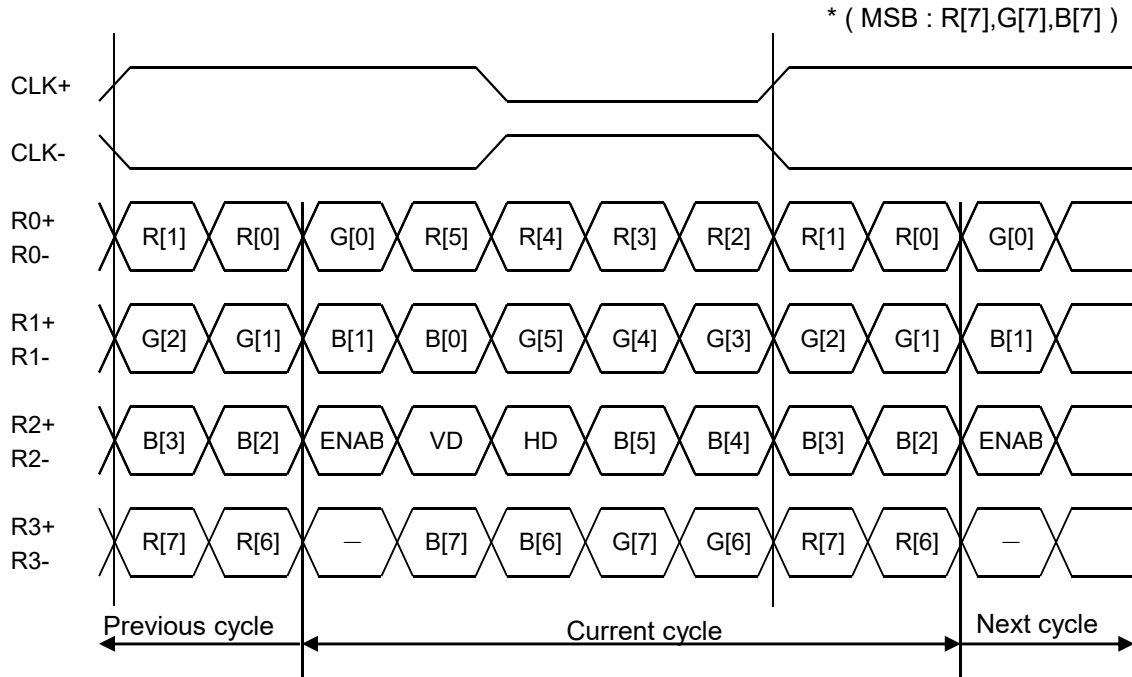 * ( MSB : R[7],G[7],B[7] )
CLK+
CLK-
R0+
R0-
R[1] R[0] G[0] R[5] R[4] R[3] R[2] R[1] R[0] G[0]
R1+
R1-
G[2] G[1] B[1] B[0] G[5] G[4] G[3] G[2] G[1] B[1]
R2+
R2-
B[3] B[2] ENAB VD HD B[5] B[4] B[3] B[2] ENAB
R3+
R3-
R[7] R[6] — B[7] B[6] G[7] G[6] R[7] R[6] —
Previous cycle Current cycle Next cycle